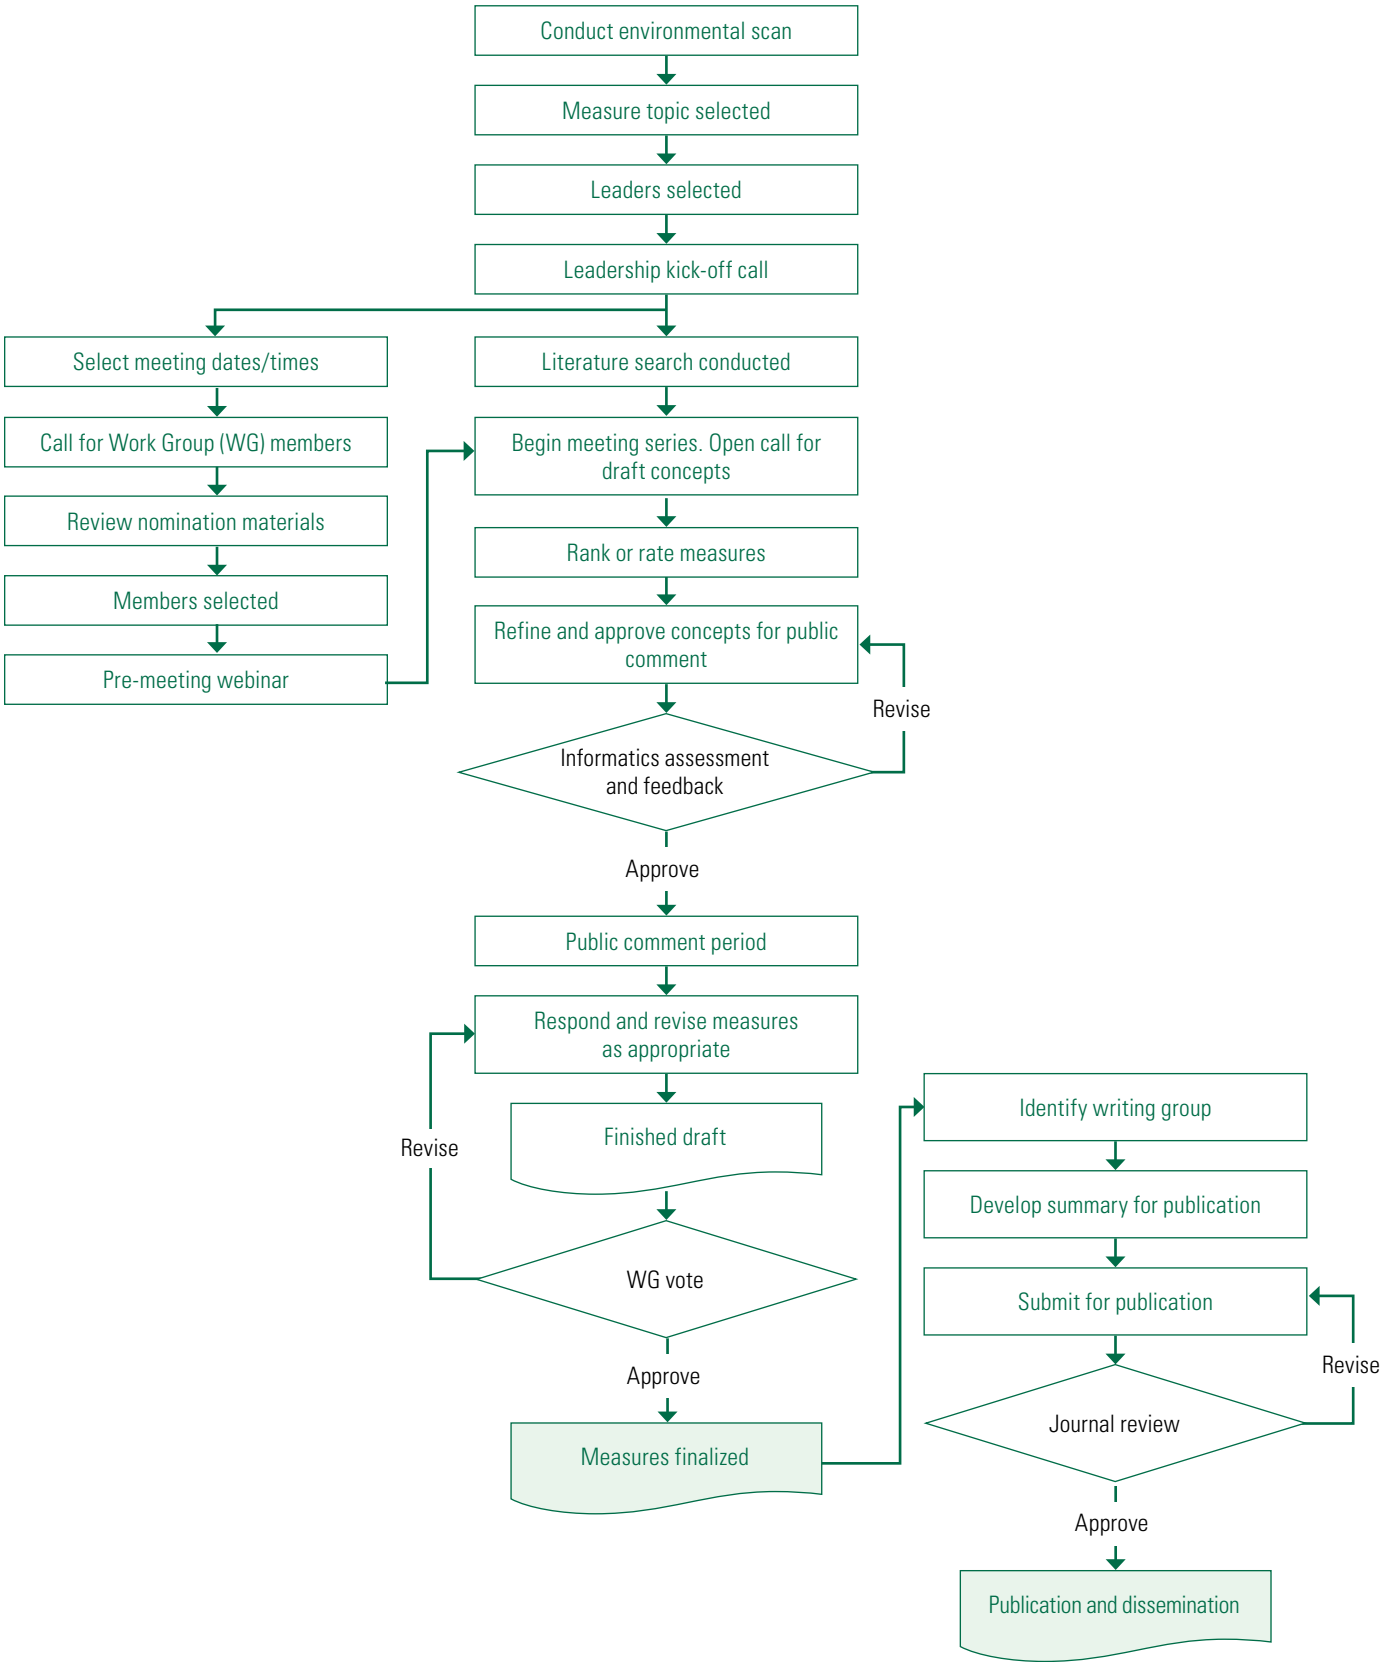 Conduct environmental scan
Measure topic selected
Leaders selected
Leadership kick-off call
Select meeting dates/times
Call for Work Group (WG) members
Review nomination materials
Members selected
Pre-meeting webinar
Literature search conducted
Begin meeting series. Open call for
draft concepts
Rank or rate measures
Refine and approve concepts for public
comment
Revise
Informatics assessment
and feedback
Approve
Public comment period
Respond and revise measures
as appropriate
Finished draft
Revise
WG vote
Approve
Measures finalized
Identify writing group
Develop summary for publication
Submit for publication
Revise
Journal review
Approve
Publication and dissemination